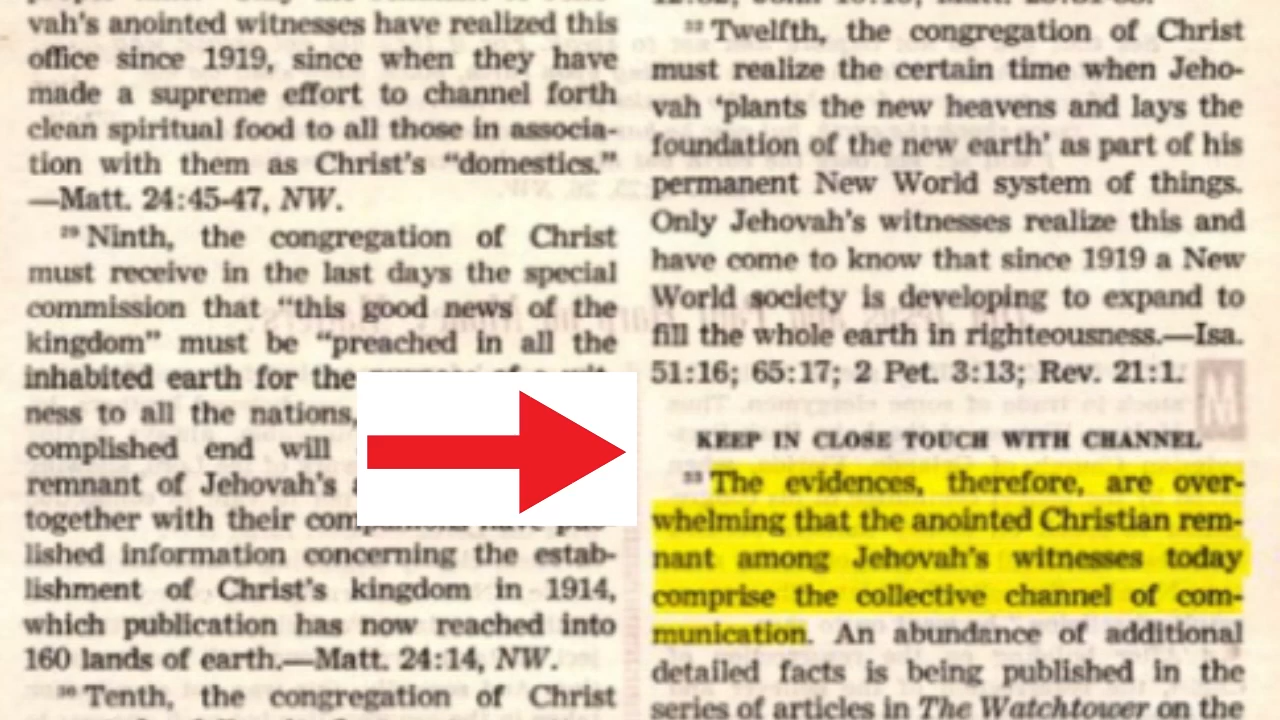 vah's anointed witnesses have realized this
office since 1919, since when they have
made a supreme effort to channel forth
clean spiritual food to all those in associa-
tion with them as Christ's “domestics.”
—Matt. 24:45-47, NW.
²⁹ Ninth, the congregation of Christ
must receive in the last days the special
commission that “this good news of the
kingdom” must be “preached in all the
inhabited earth for the
ness to all the nations,
complished end will
remnant of Jehovah's
together with their
lished information concerning the estab-
lishment of Christ's kingdom in 1914,
which publication has now reached into
160 lands of earth.—Matt. 24:14, NW.
³⁰ Tenth, the congregation of Christ
³² Twelfth, the congregation of Christ
must realize the certain time when Jeho-
vah ‘plants the new heavens and lays the
foundation of the new earth’ as part of his
permanent New World system of things.
Only Jehovah's witnesses realize this and
have come to know that since 1919 a New
World society is developing to expand to
fill the whole earth in righteousness.—Isa.
51:16; 65:17; 2 Pet. 3:13; Rev. 21:1.
KEEP IN CLOSE TOUCH WITH CHANNEL
³³ The evidences, therefore, are over-
whelming that the anointed Christian rem-
nant among Jehovah's witnesses today
comprise the collective channel of com-
munication. An abundance of additional
detailed facts is being published in the
series of articles in The Watchtower on the